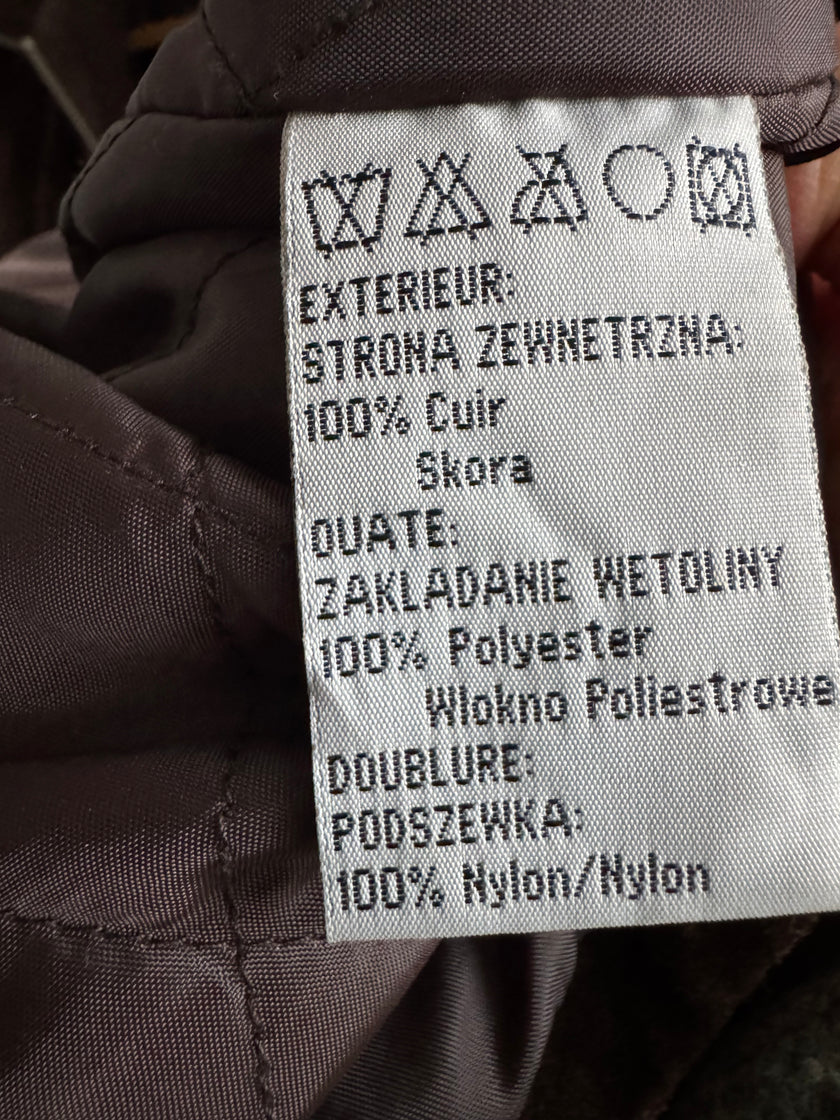 EXTERIEUR:
STRONA ZEWNETRZNA:
100% Cuir
Skora
OUATE:
ZAKLADANIE WETOLINY
100% Polyester
Wlokno Poliestrowe
DOUBLURE:
PODSZEWKA:
100% Nylon/Nylon